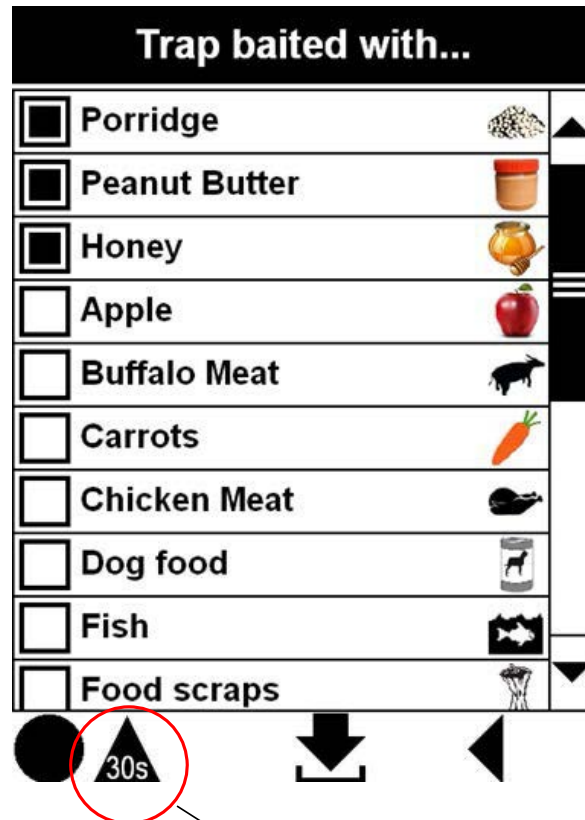 Trap baited with...
Porridge
Peanut Butter
Honey
Apple
Buffalo Meat
Carrots
Chicken Meat
Dog food
Fish
Food scraps
30s